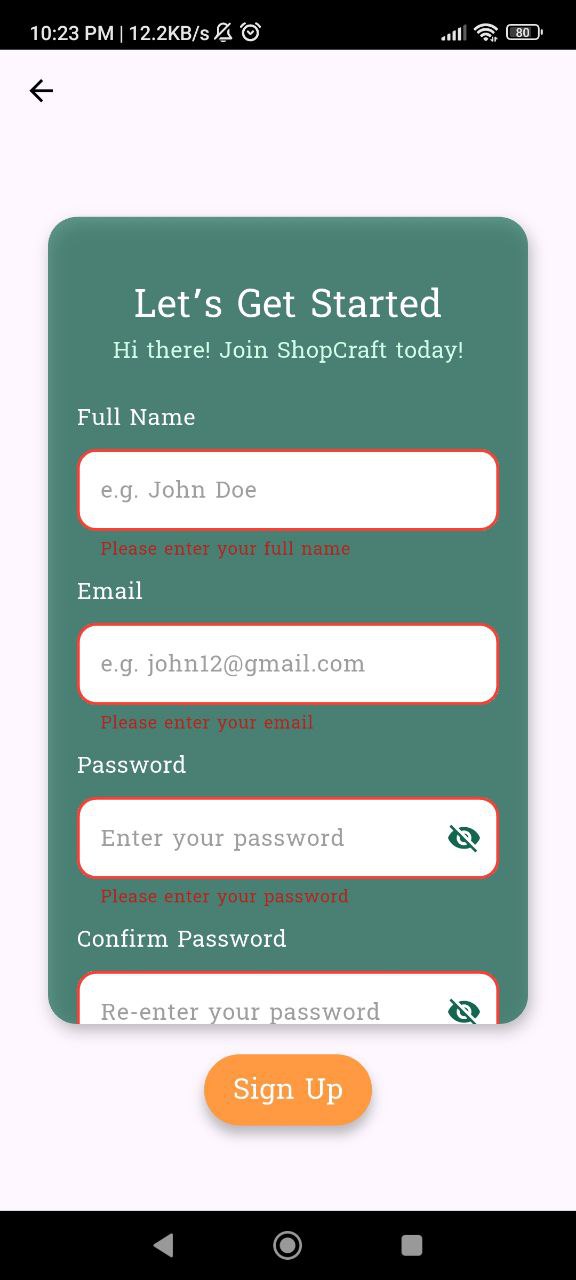 10:23 PM | 12.2KB/s 80
Let’s Get Started
Hi there! Join ShopCraft today!
Full Name
e.g. John Doe
Please enter your full name
Email
e.g. john12@gmail.com
Please enter your email
Password
Enter your password
Please enter your password
Confirm Password
Re-enter your password
Sign Up